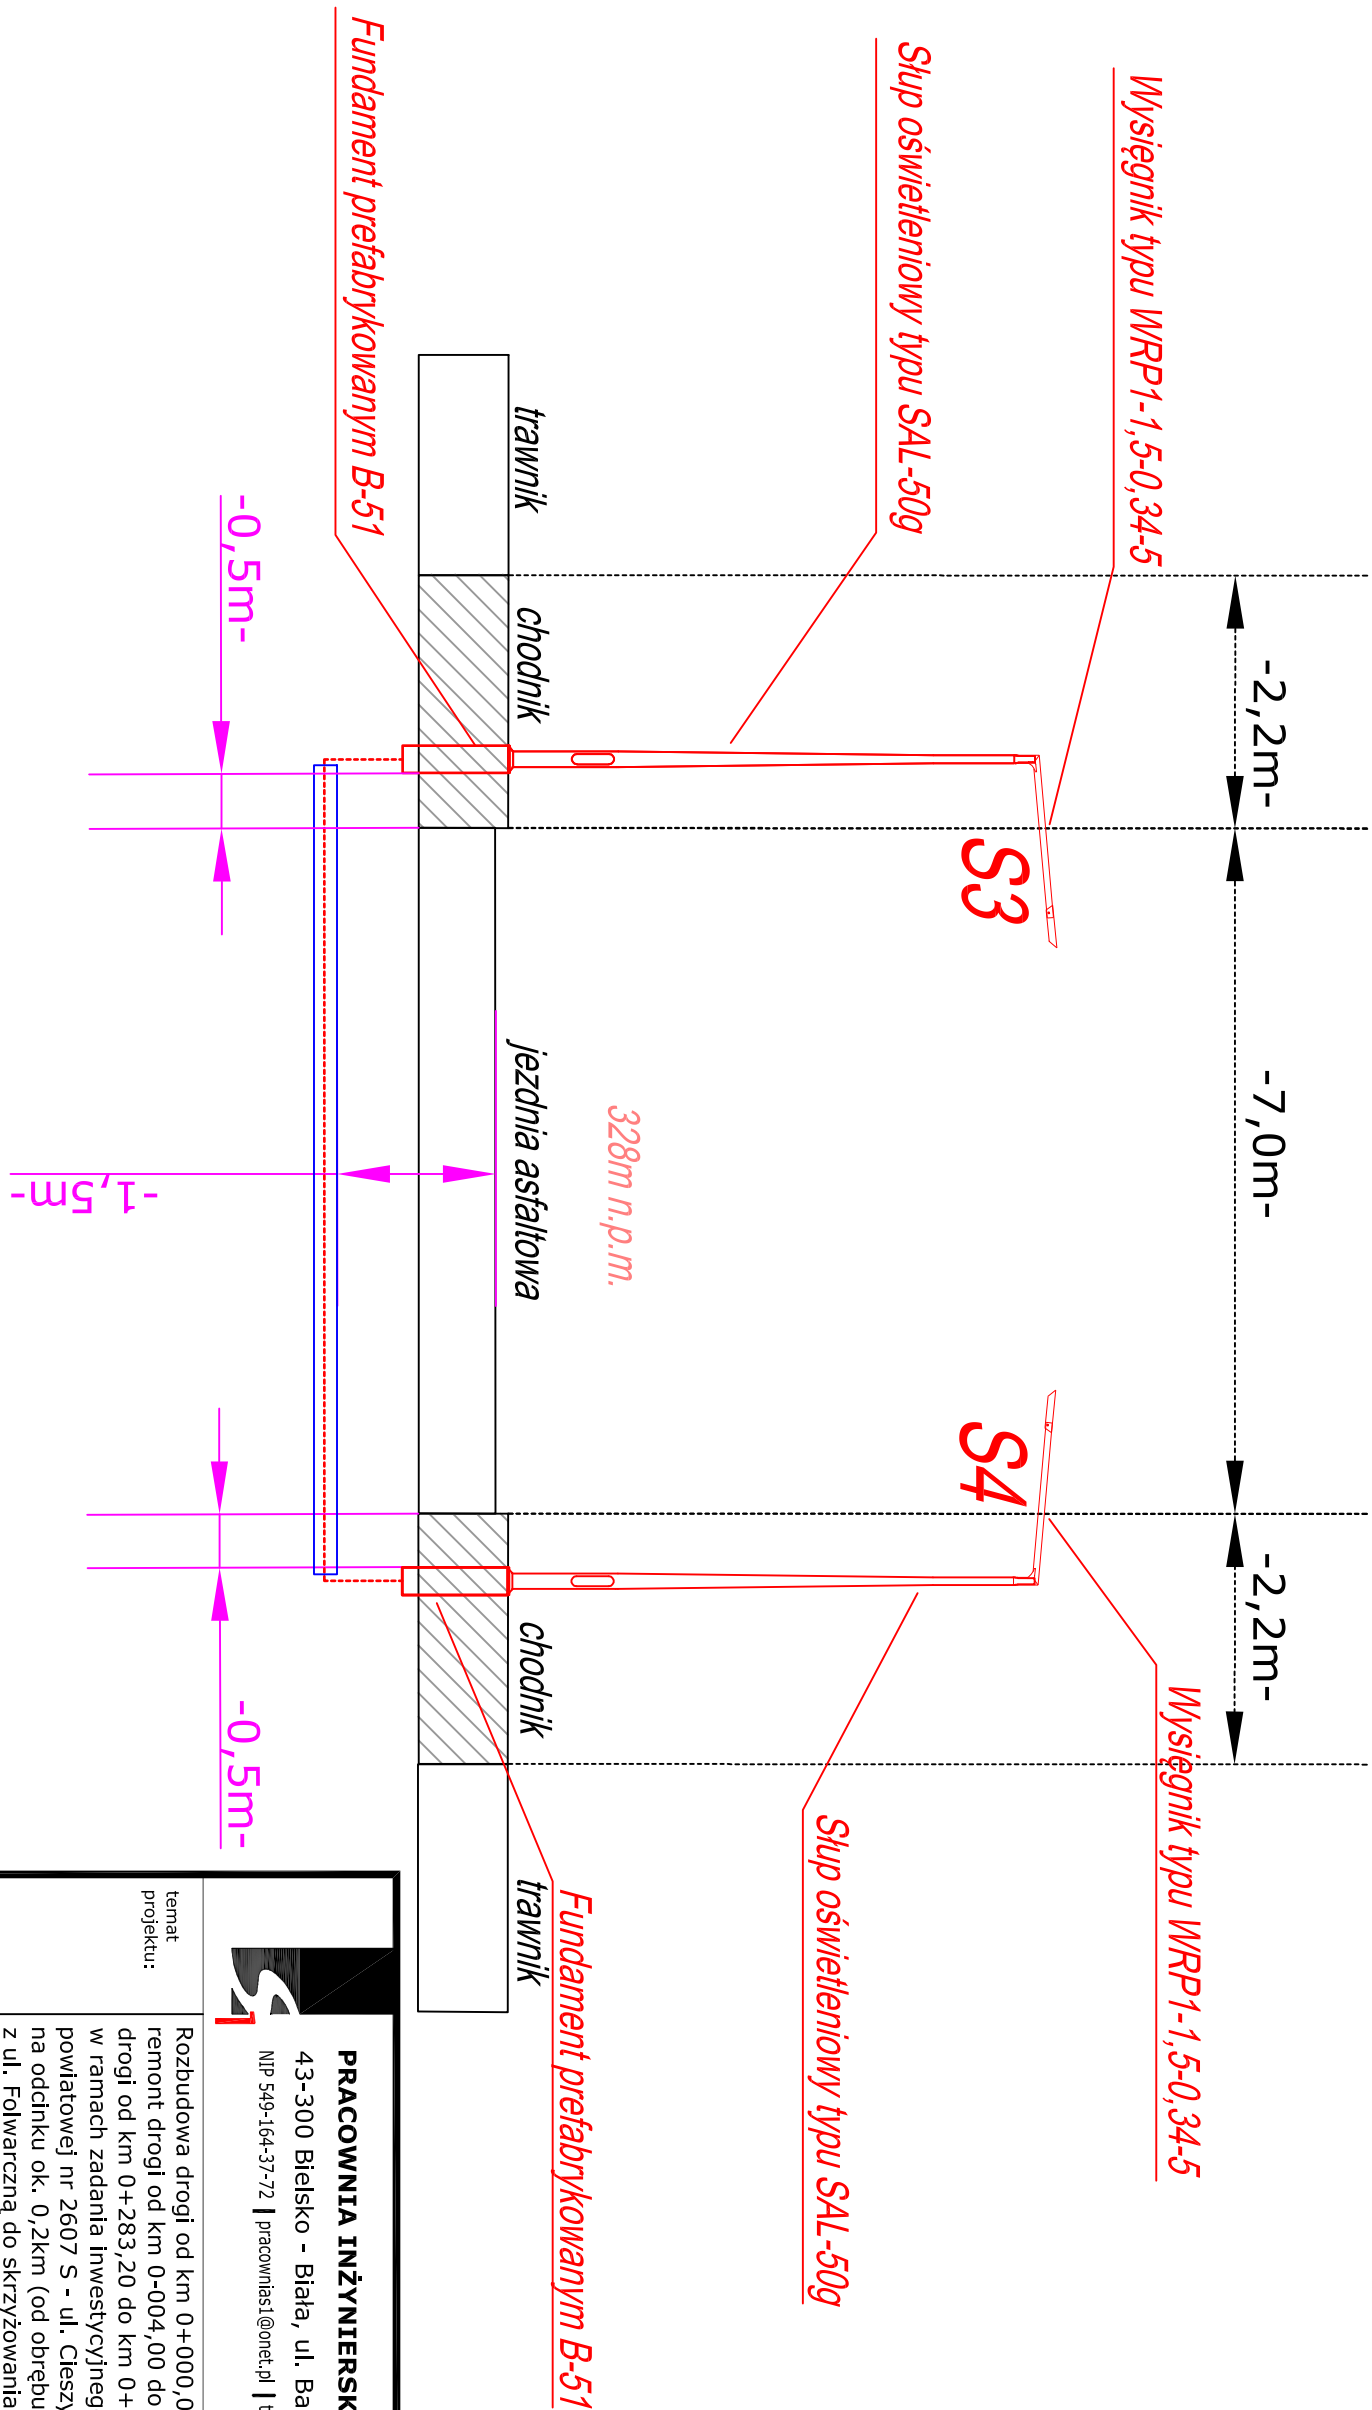 -2,2m-
-7,0m-
-2,2m-
Wysięgnik typu WRP1-1,5-0,34-5
Wysięgnik typu WRP1-1,5-0,34-5
S3
S4
Słup oświetleniowy typu SAL-50g
Słup oświetleniowy typu SAL-50g
328m n.p.m.
trawnik
chodnik
jezdnia asfaltowa
chodnik
trawnik
Fundament prefabrykowanym B-51
Fundament prefabrykowanym B-51
-0,5m-
-0,5m-
-1,5m-
S1
PRACOWNIA INŻYNIERSK
43-300 Bielsko - Biała, ul. Ba
NIP 549-164-37-72 | pracownias1@onet.pl | t
temat
projektu:
Rozbudowa drogi od km 0+000,0
remont drogi od km 0-004,00 do
drogi od km 0+283,20 do km 0+
w ramach zadania inwestycyjneg
powiatowej nr 2607 S - ul. Cieszy
na odcinku ok. 0,2km (od obrębu
z ul. Folwarczną do skrzyżowania